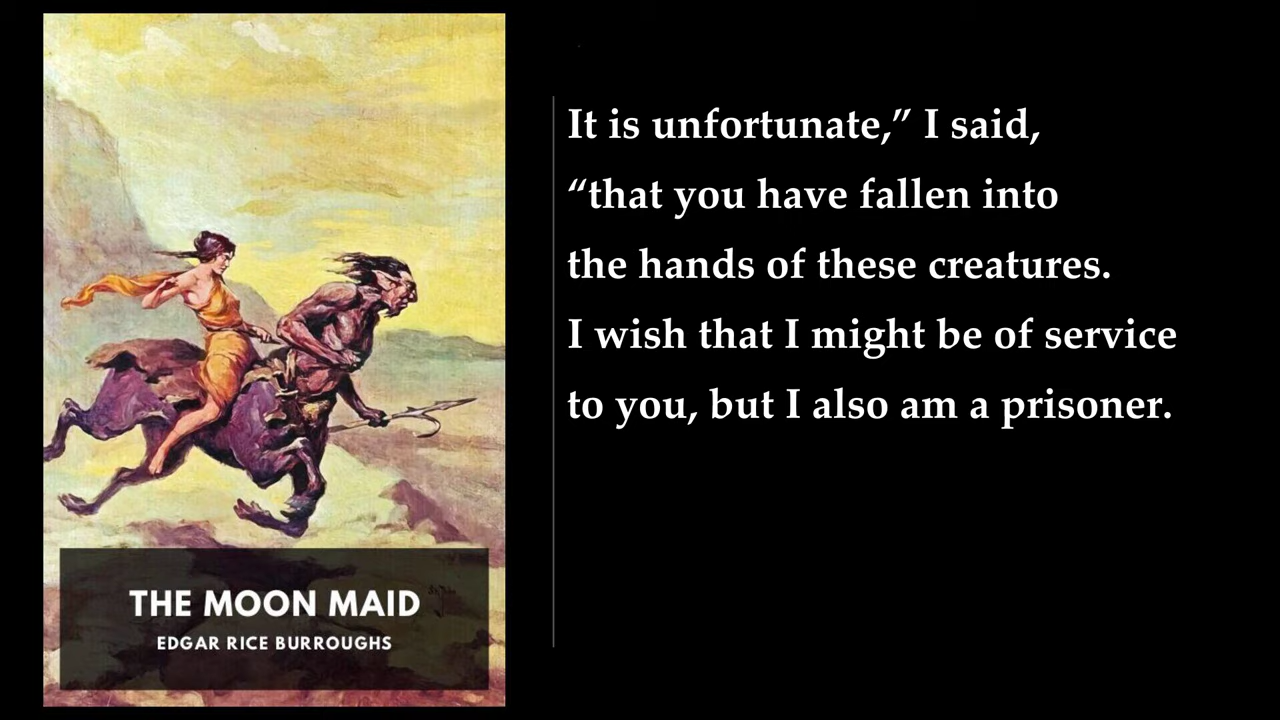 It is unfortunate,” I said,
“that you have fallen into
the hands of these creatures.
I wish that I might be of service
to you, but I also am a prisoner.
THE MOON MAID
EDGAR RICE BURROUGHS